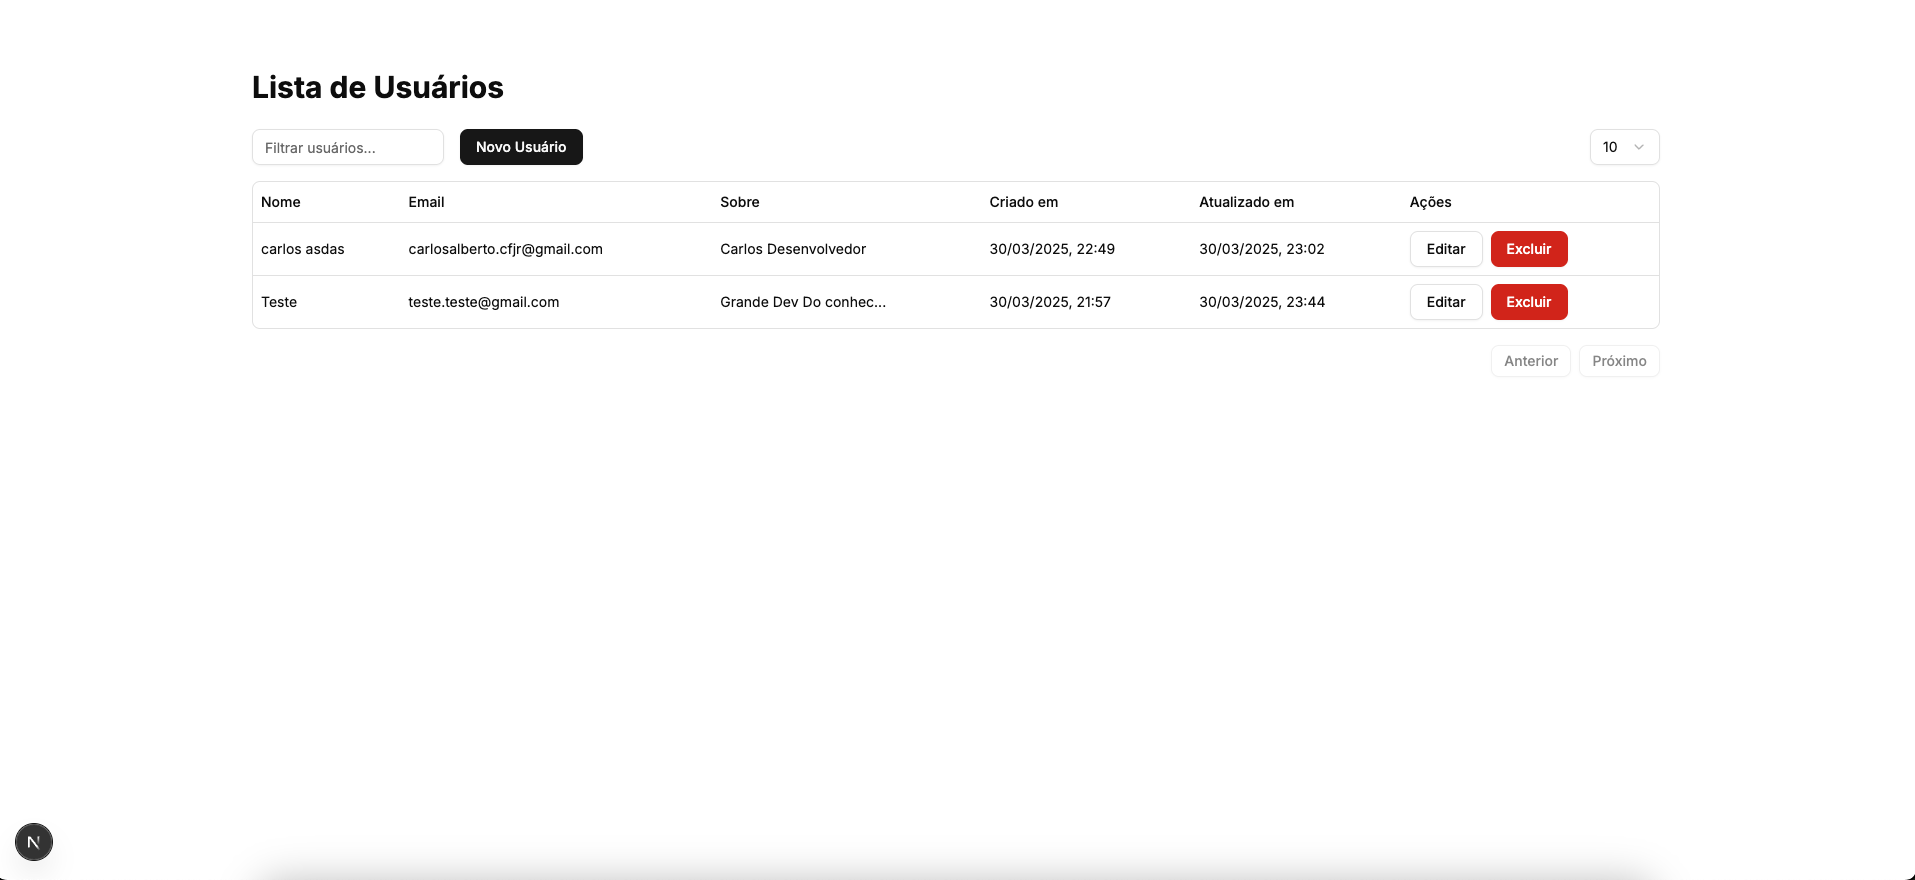 Lista de Usuários
Filtrar usuários... Novo Usuário 10
Nome Email Sobre Criado em Atualizado em Ações
carlos asdas carlosalberto.cfjr@gmail.com Carlos Desenvolvedor 30/03/2025, 22:49 30/03/2025, 23:02 Editar Excluir
Teste teste.teste@gmail.com Grande Dev Do conhec... 30/03/2025, 21:57 30/03/2025, 23:44 Editar Excluir
Anterior Próximo
N